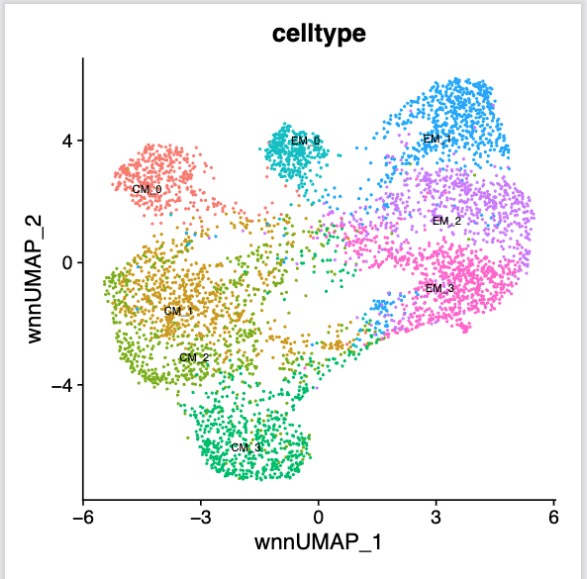 celltype
EM_0
EM_1
CM_0
EM_2
EM_3
CM_1
CM_2
CM_3
4
0
−4
wnnUMAP_2
−6
−3
0
3
6
wnnUMAP_1